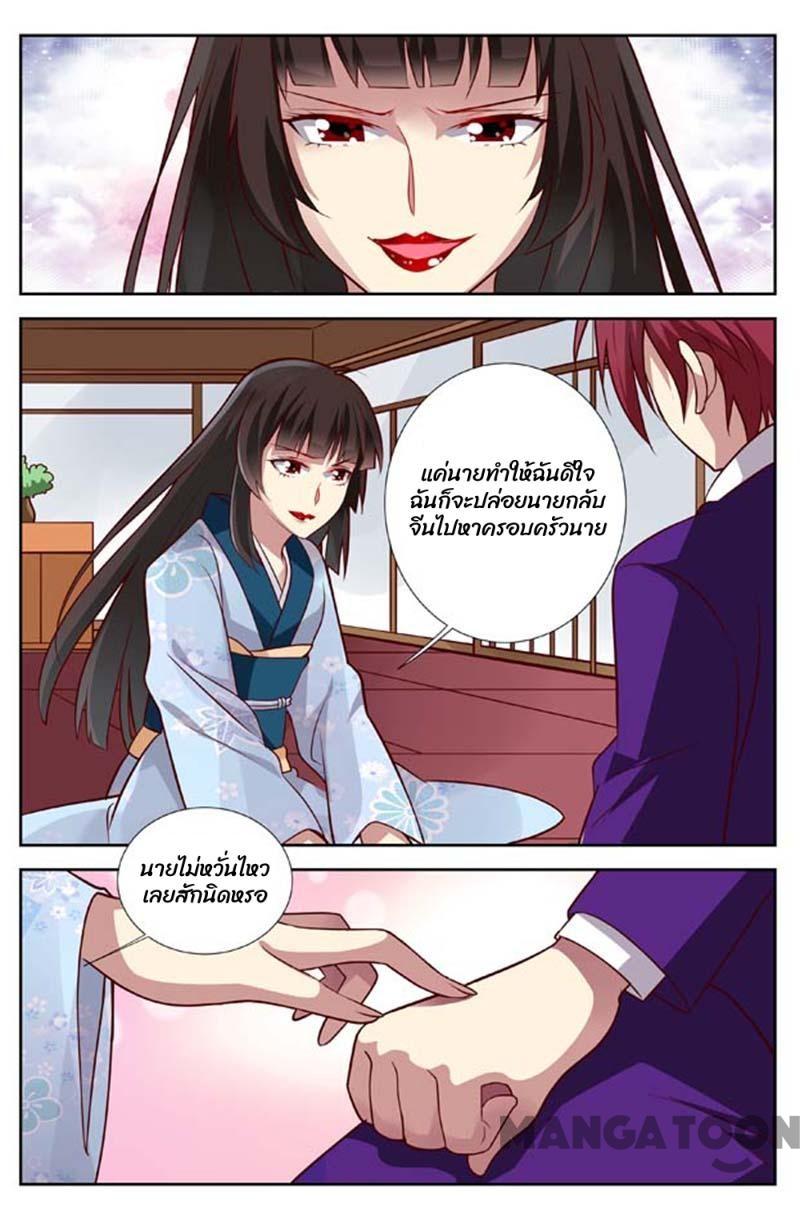 แค่นายทำให้ฉันดีใจ
ฉันก็จะปล่อยนายกลับ
จีนไปหาครอบครัวนาย
นายไม่หวั่นไหว
เลยสักนิดหรอ
MANGATOON